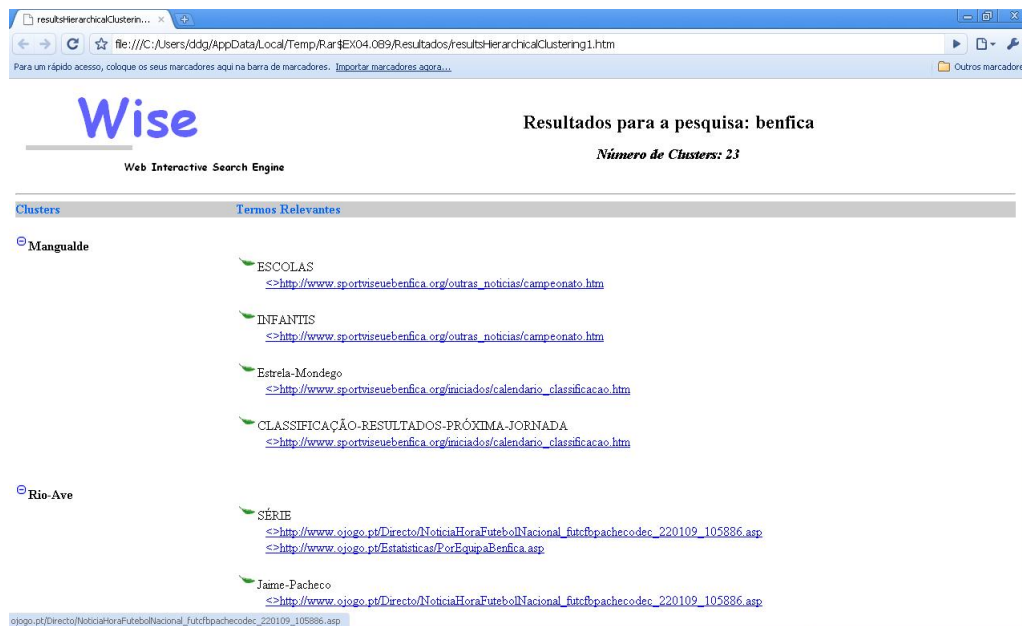 resultsHierarchicalClusterin...
file:///C:/Users/ddg/AppData/Local/Temp/Rar$EX04.089/Resultados/resultsHierarchicalClustering1.htm
Para um rápido acesso, coloque os seus marcadores aqui na barra de marcadores. Importar marcadores agora...
Outros marcadore
Wise
Web Interactive Search Engine
Resultados para a pesquisa: benfica
Número de Clusters: 23
Clusters Termos Relevantes
Mangualde
ESCOLAS
<>http://www.sportviseuebenfica.org/outras_noticias/campeonato.htm
INFANTIS
<>http://www.sportviseuebenfica.org/outras_noticias/campeonato.htm
Estrela-Mondego
<>http://www.sportviseuebenfica.org/iniciados/calendario_classificacao.htm
CLASSIFICAÇÃO-RESULTADOS-PRÓXIMA-JORNADA
<>http://www.sportviseuebenfica.org/iniciados/calendario_classificacao.htm
Rio-Ave
SÉRIE
<>http://www.ojogo.pt/Directo/NoticiaHoraFutebolNacional_futcfbpachecodec_220109_105886.asp
<>http://www.ojogo.pt/Estatisticas/PorEquipaBenfica.asp
Jaime-Pacheco
<>http://www.ojogo.pt/Directo/NoticiaHoraFutebolNacional_futcfbpachecodec_220109_105886.asp
ojogo.pt/Directo/NoticiaHoraFutebolNacional_futcfbpachecodec_220109_105886.asp